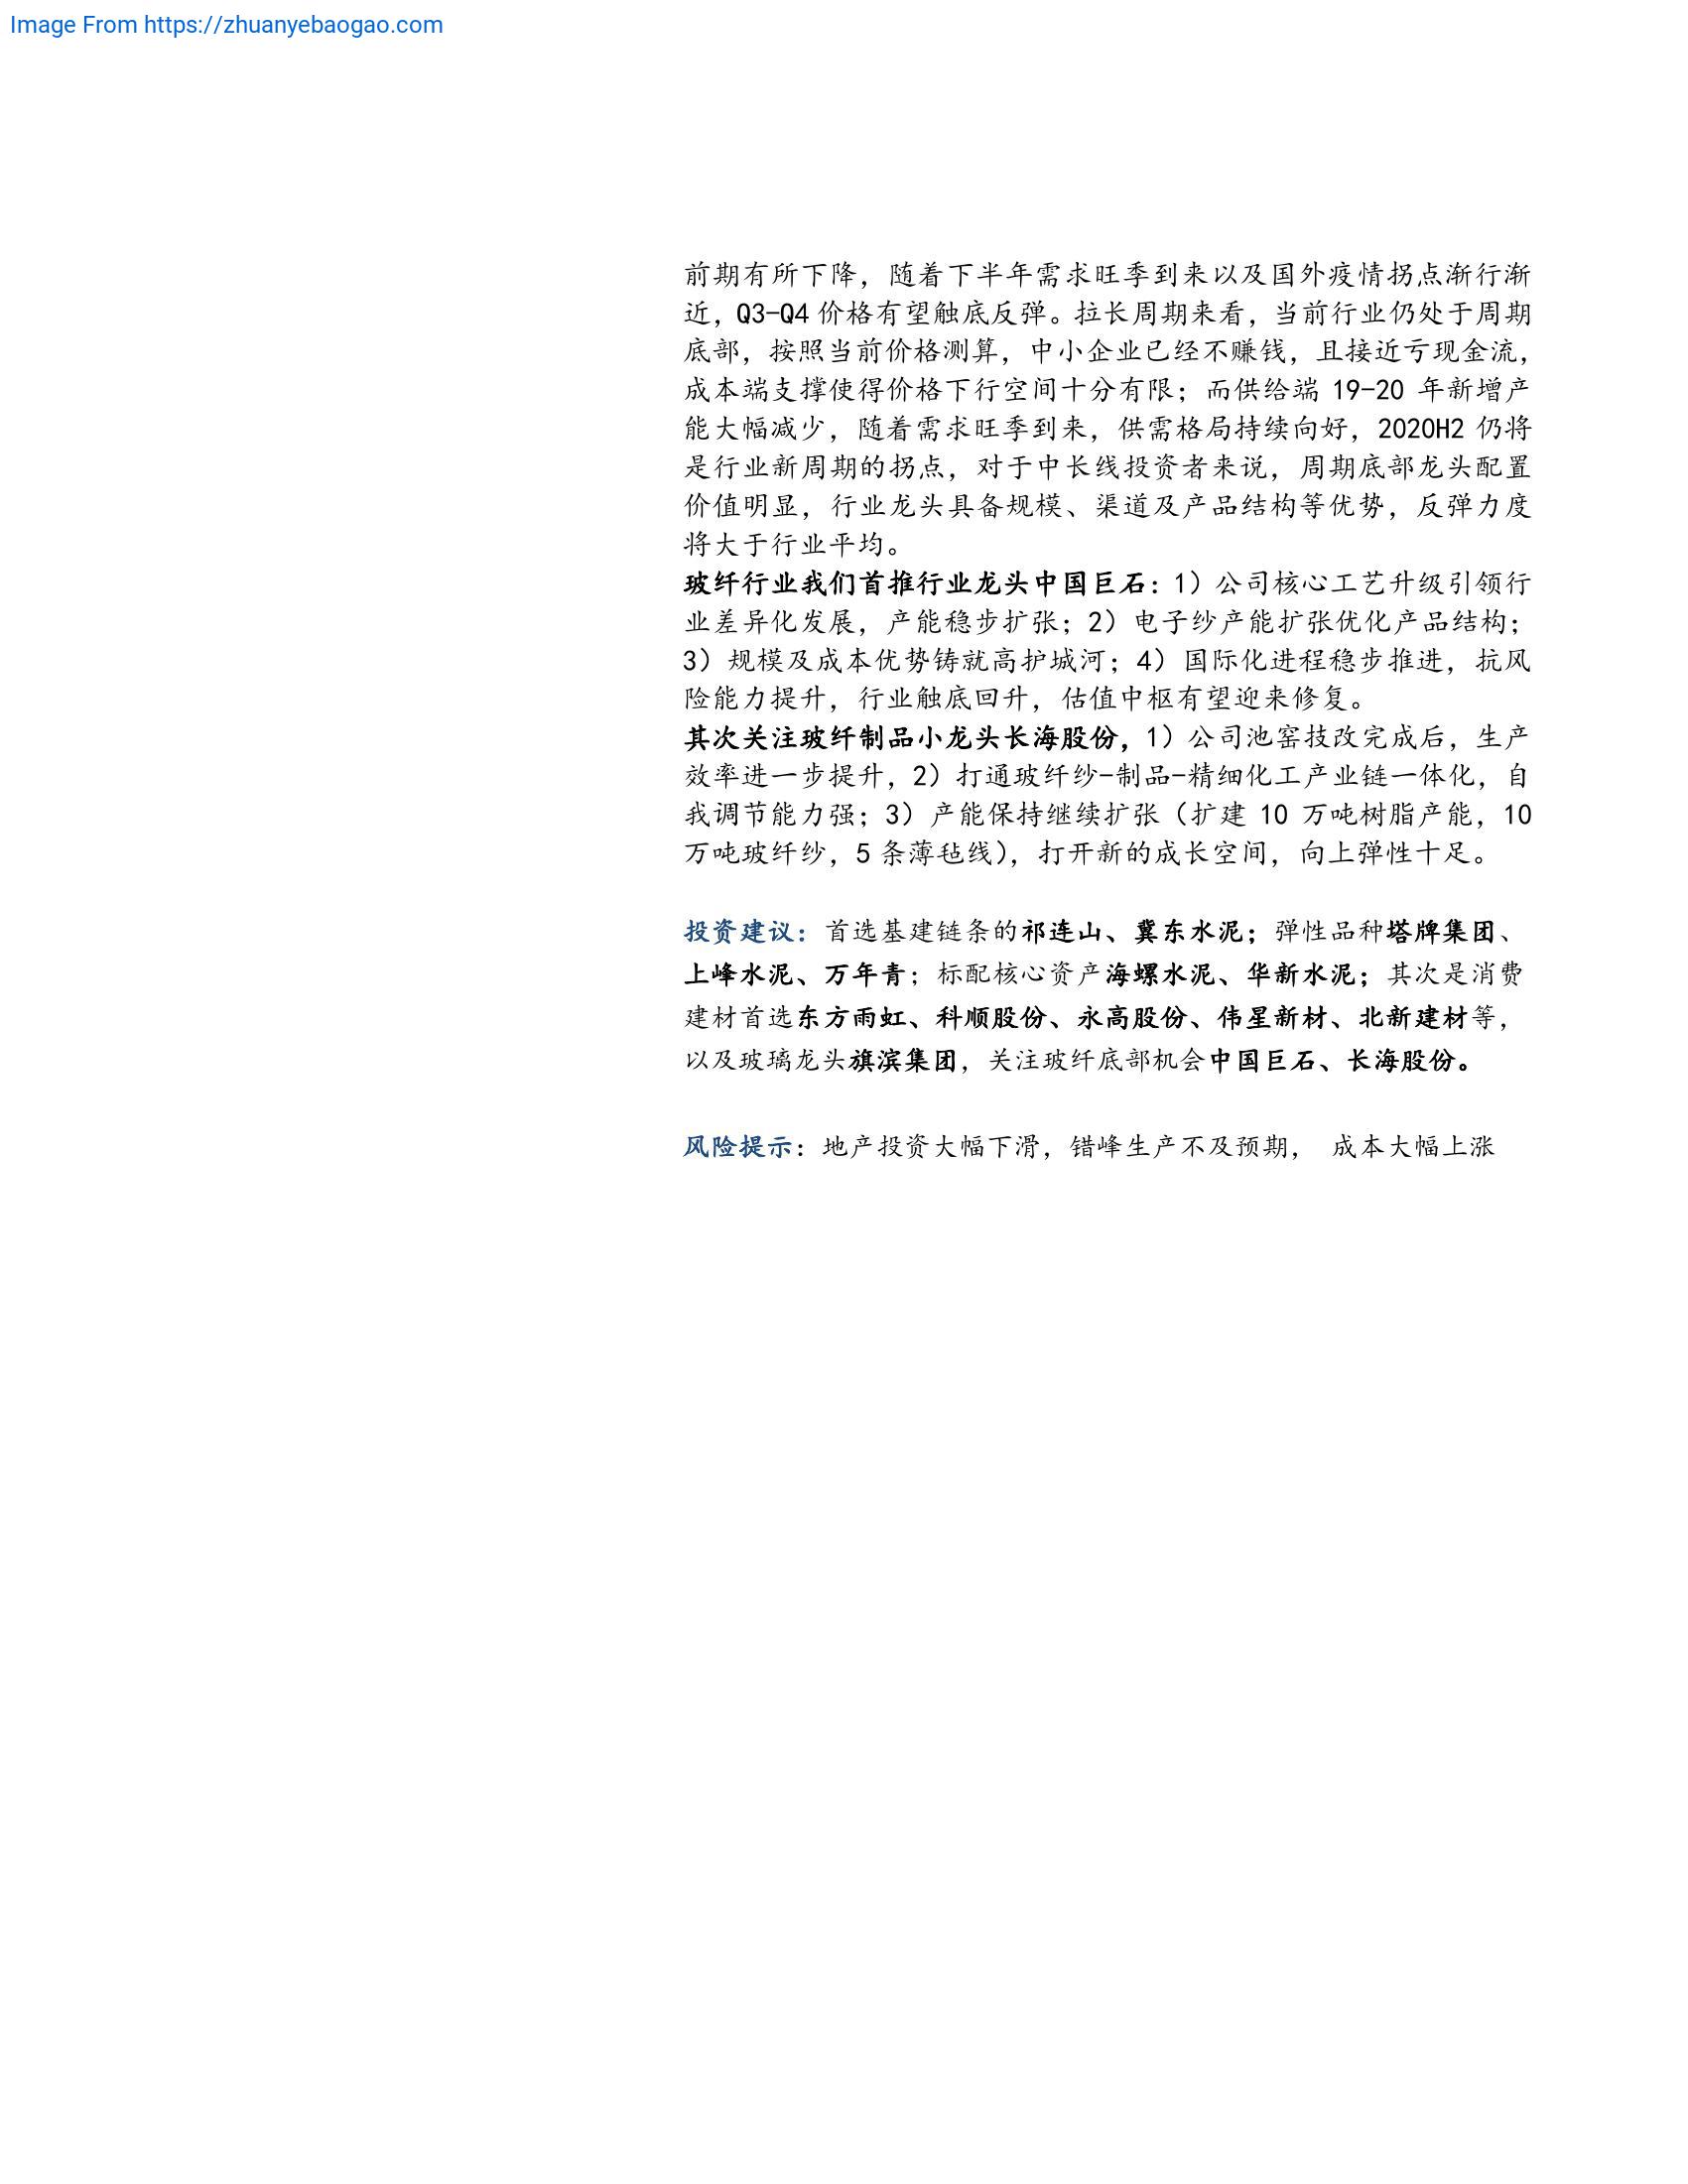 Image From https://zhuanyebaogao.com
前期有所下降，随着下半年需求旺季到来以及国外疫情拐点渐行渐
近，Q3-Q4 价格有望触底反弹。拉长周期来看，当前行业仍处于周期
底部，按照当前价格测算，中小企业已经不赚钱，且接近亏现金流，
成本端支撑使得价格下行空间十分有限；而供给端 19-20 年新增产
能大幅减少，随着需求旺季到来，供需格局持续向好，2020H2 仍将
是行业新周期的拐点，对于中长线投资者来说，周期底部龙头配置
价值明显，行业龙头具备规模、渠道及产品结构等优势，反弹力度
将大于行业平均。
玻纤行业我们首推行业龙头中国巨石：1）公司核心工艺升级引领行
业差异化发展，产能稳步扩张；2）电子纱产能扩张优化产品结构；
3）规模及成本优势铸就高护城河；4）国际化进程稳步推进，抗风
险能力提升，行业触底回升，估值中枢有望迎来修复。
其次关注玻纤制品小龙头长海股份，1）公司池窑技改完成后，生产
效率进一步提升，2）打通玻纤纱-制品-精细化工产业链一体化，自
我调节能力强；3）产能保持继续扩张（扩建 10 万吨树脂产能，10
万吨玻纤纱，5 条薄毡线），打开新的成长空间，向上弹性十足。
投资建议：首选基建链条的祁连山、冀东水泥；弹性品种塔牌集团、
上峰水泥、万年青；标配核心资产海螺水泥、华新水泥；其次是消费
建材首选东方雨虹、科顺股份、永高股份、伟星新材、北新建材等，
以及玻璃龙头旗滨集团，关注玻纤底部机会中国巨石、长海股份。
风险提示：地产投资大幅下滑，错峰生产不及预期， 成本大幅上涨